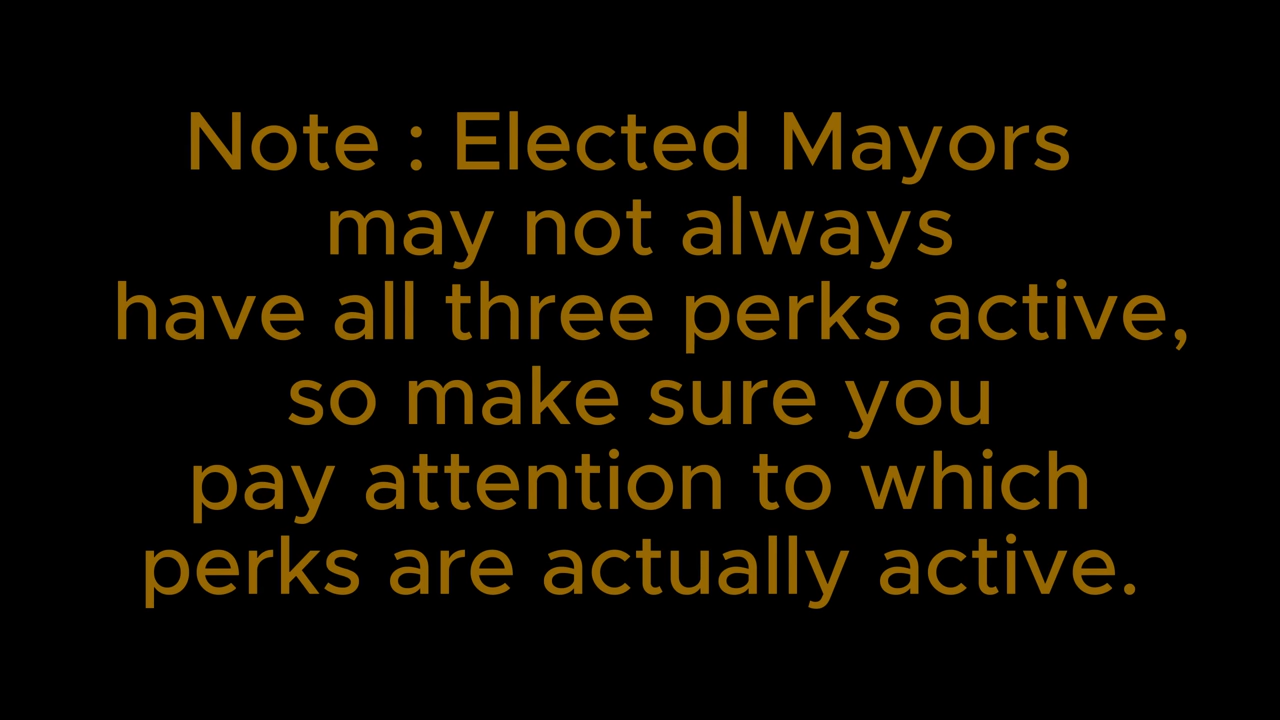 Note : Elected Mayors
may not always
have all three perks active,
so make sure you
pay attention to which
perks are actually active.